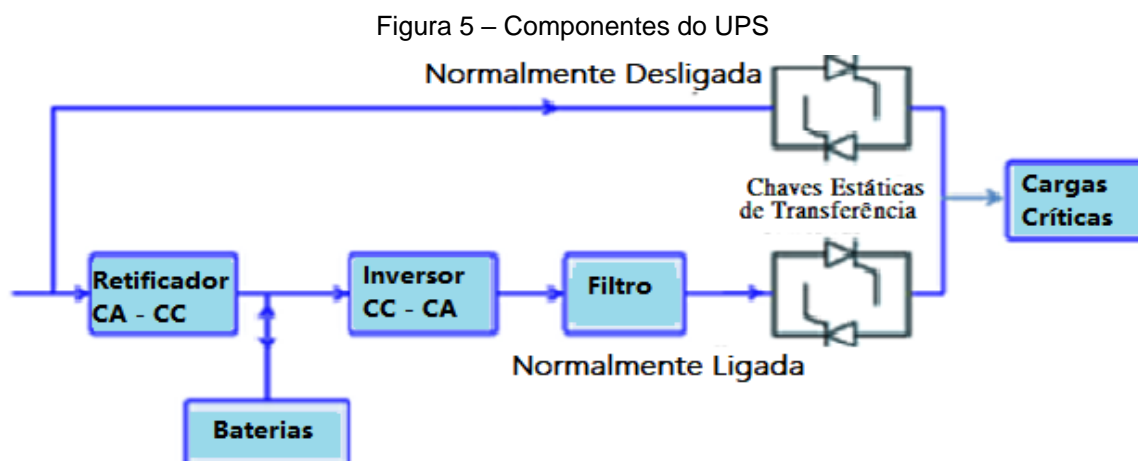 Figura 5 – Componentes do UPS
Normalmente Desligada
Chaves Estáticas
de Transferência
Cargas
Críticas
Retificador
CA - CC
Inversor
CC - CA
Filtro
Normalmente Ligada
Baterias